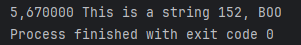 5,670000 This is a string 152, BOO
Process finished with exit code 0